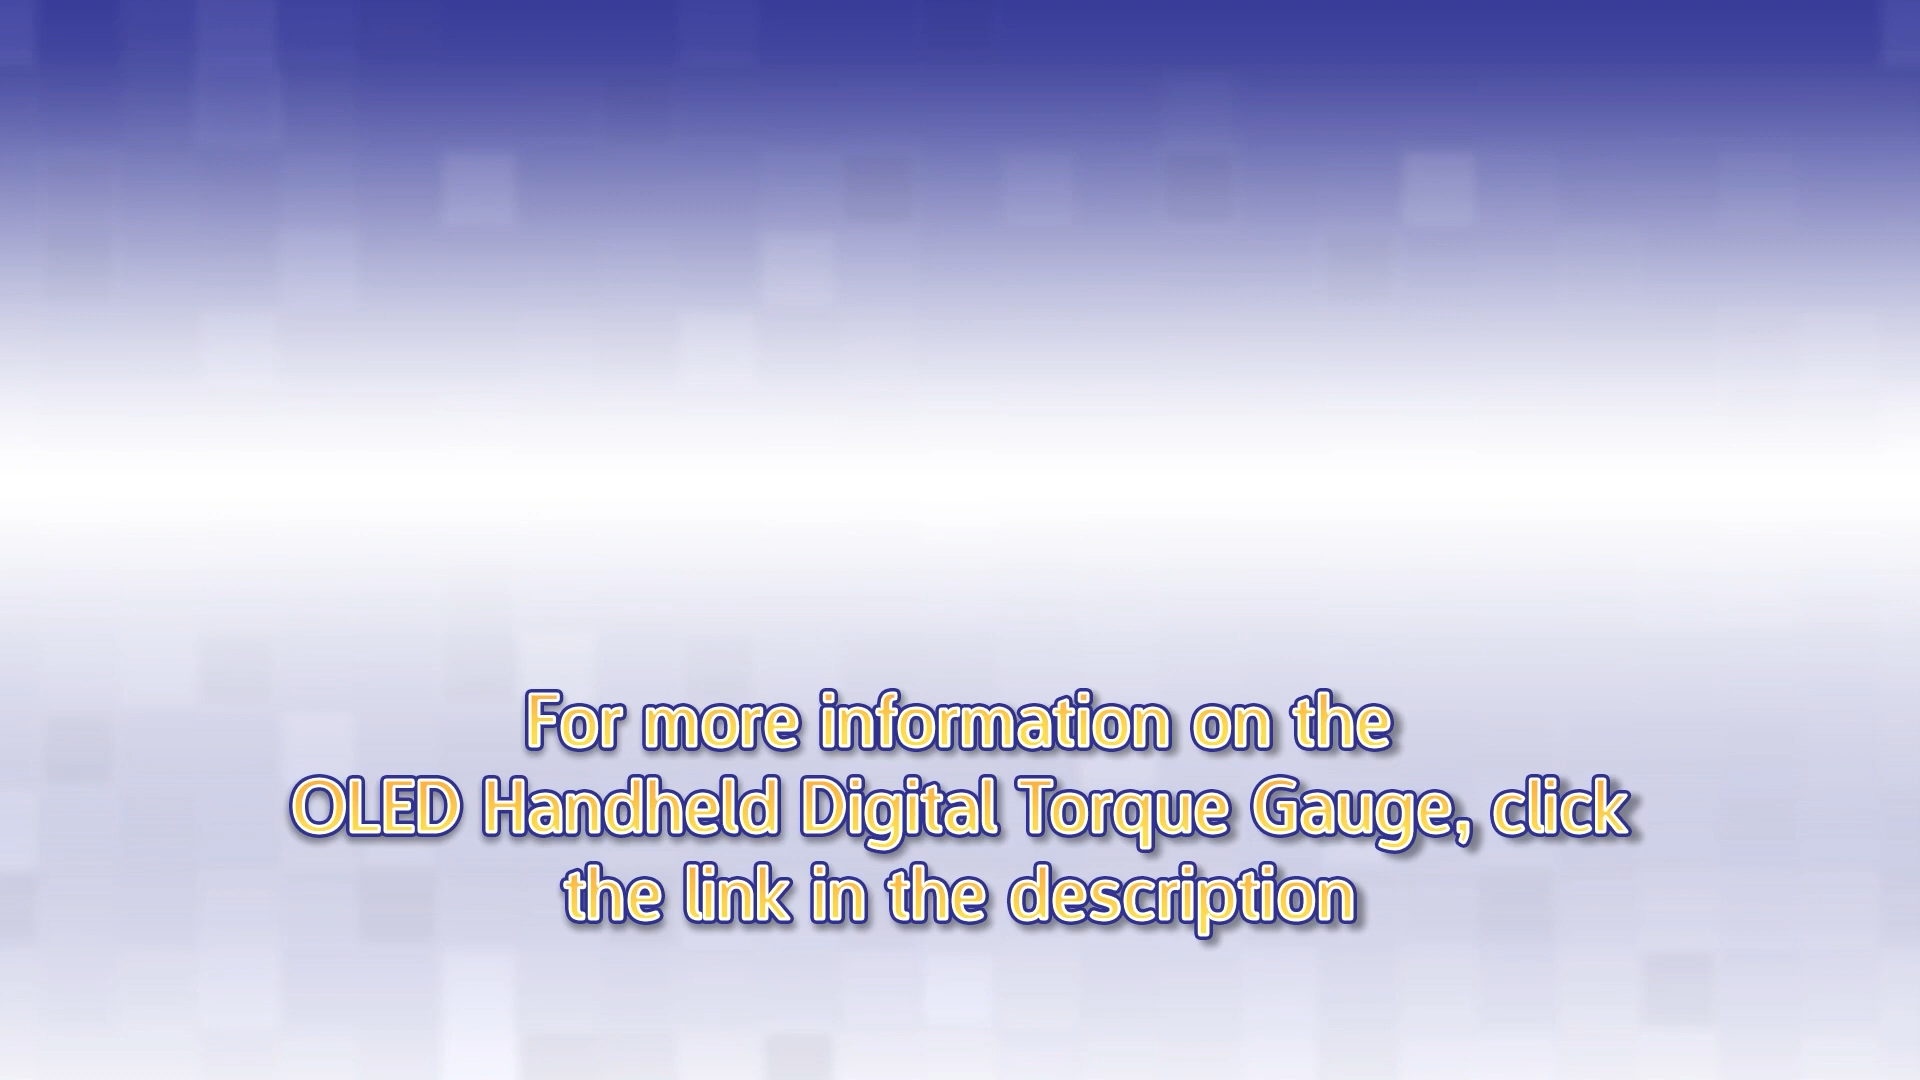 For more information on the
OLED Handheld Digital Torque Gauge, click
the link in the description